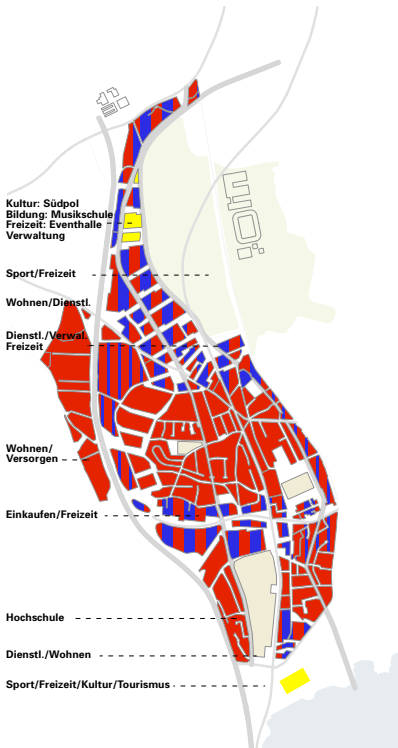 Kultur: Südpol
Bildung: Musikschule
Freizeit: Eventhalle
Verwaltung
Sport/Freizeit
Wohnen/Dienstl.
Dienstl./Verwal.
Freizeit
Wohnen/
Versorgen
Einkaufen/Freizeit
Hochschule
Dienstl./Wohnen
Sport/Freizeit/Kultur/Tourismus